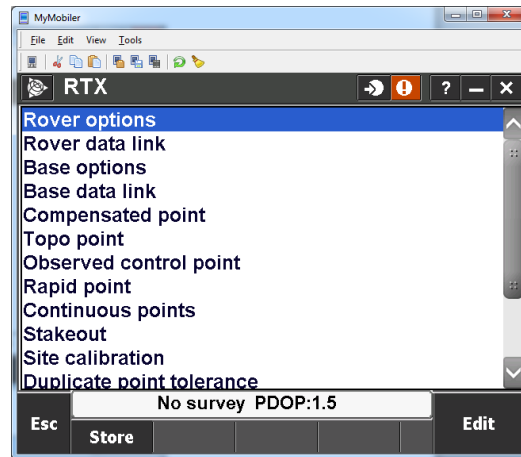 MyMobiler
File Edit View Tools
RTX
? 
Rover options
Rover data link
Base options
Base data link
Compensated point
Topo point
Observed control point
Rapid point
Continuous points
Stakeout
Site calibration
Duplicate point tolerance
No survey PDOP:1.5
Esc
Edit
Store